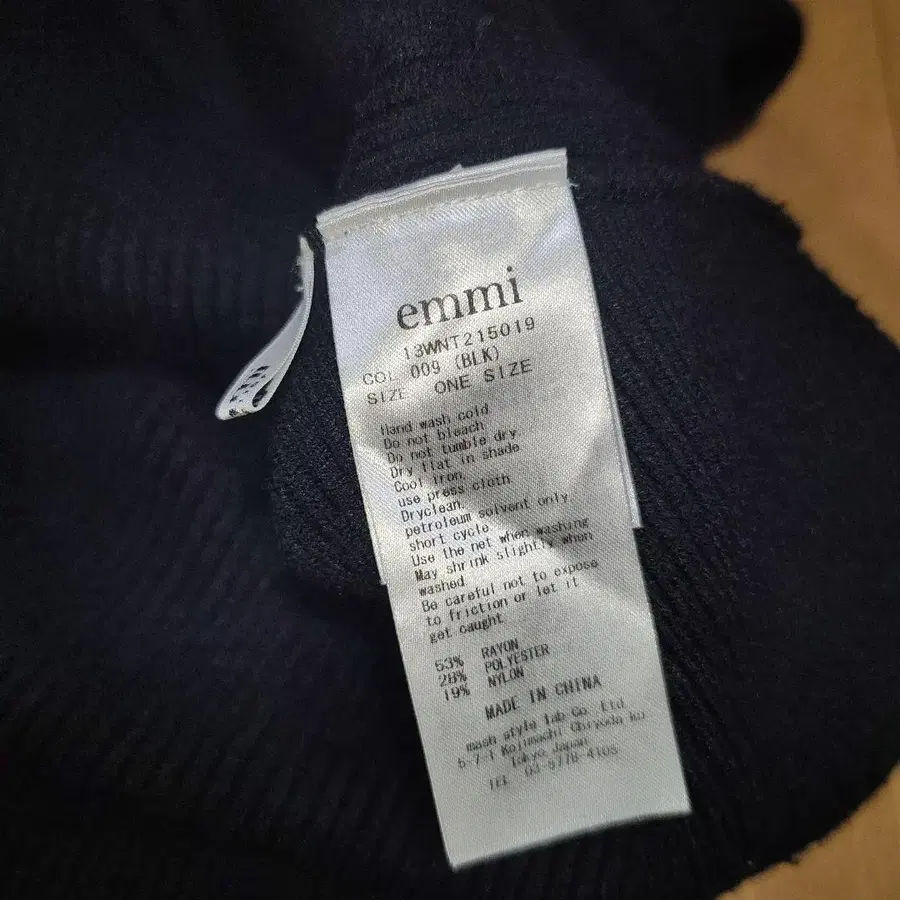 emmi
13WNT215019
COL 009 (BLK)
SIZE ONE SIZE
Hand wash cold
Do not bleach
Do not tumble dry
Dry flat in shade
Cool iron
use press cloth
Dryclean,
petroleum solvent only
short cycle
Use the net when washing
May shrink slightly when
washed
Be careful not to expose
to friction or let it
get caught
53% RAYON
28% POLYESTER
19% NYLON
MADE IN CHINA
mash style lab Co. Ltd
5-7-1 Kojimachi Chiyoda ku
Tokyo Japan
TEL 03-5778-4105